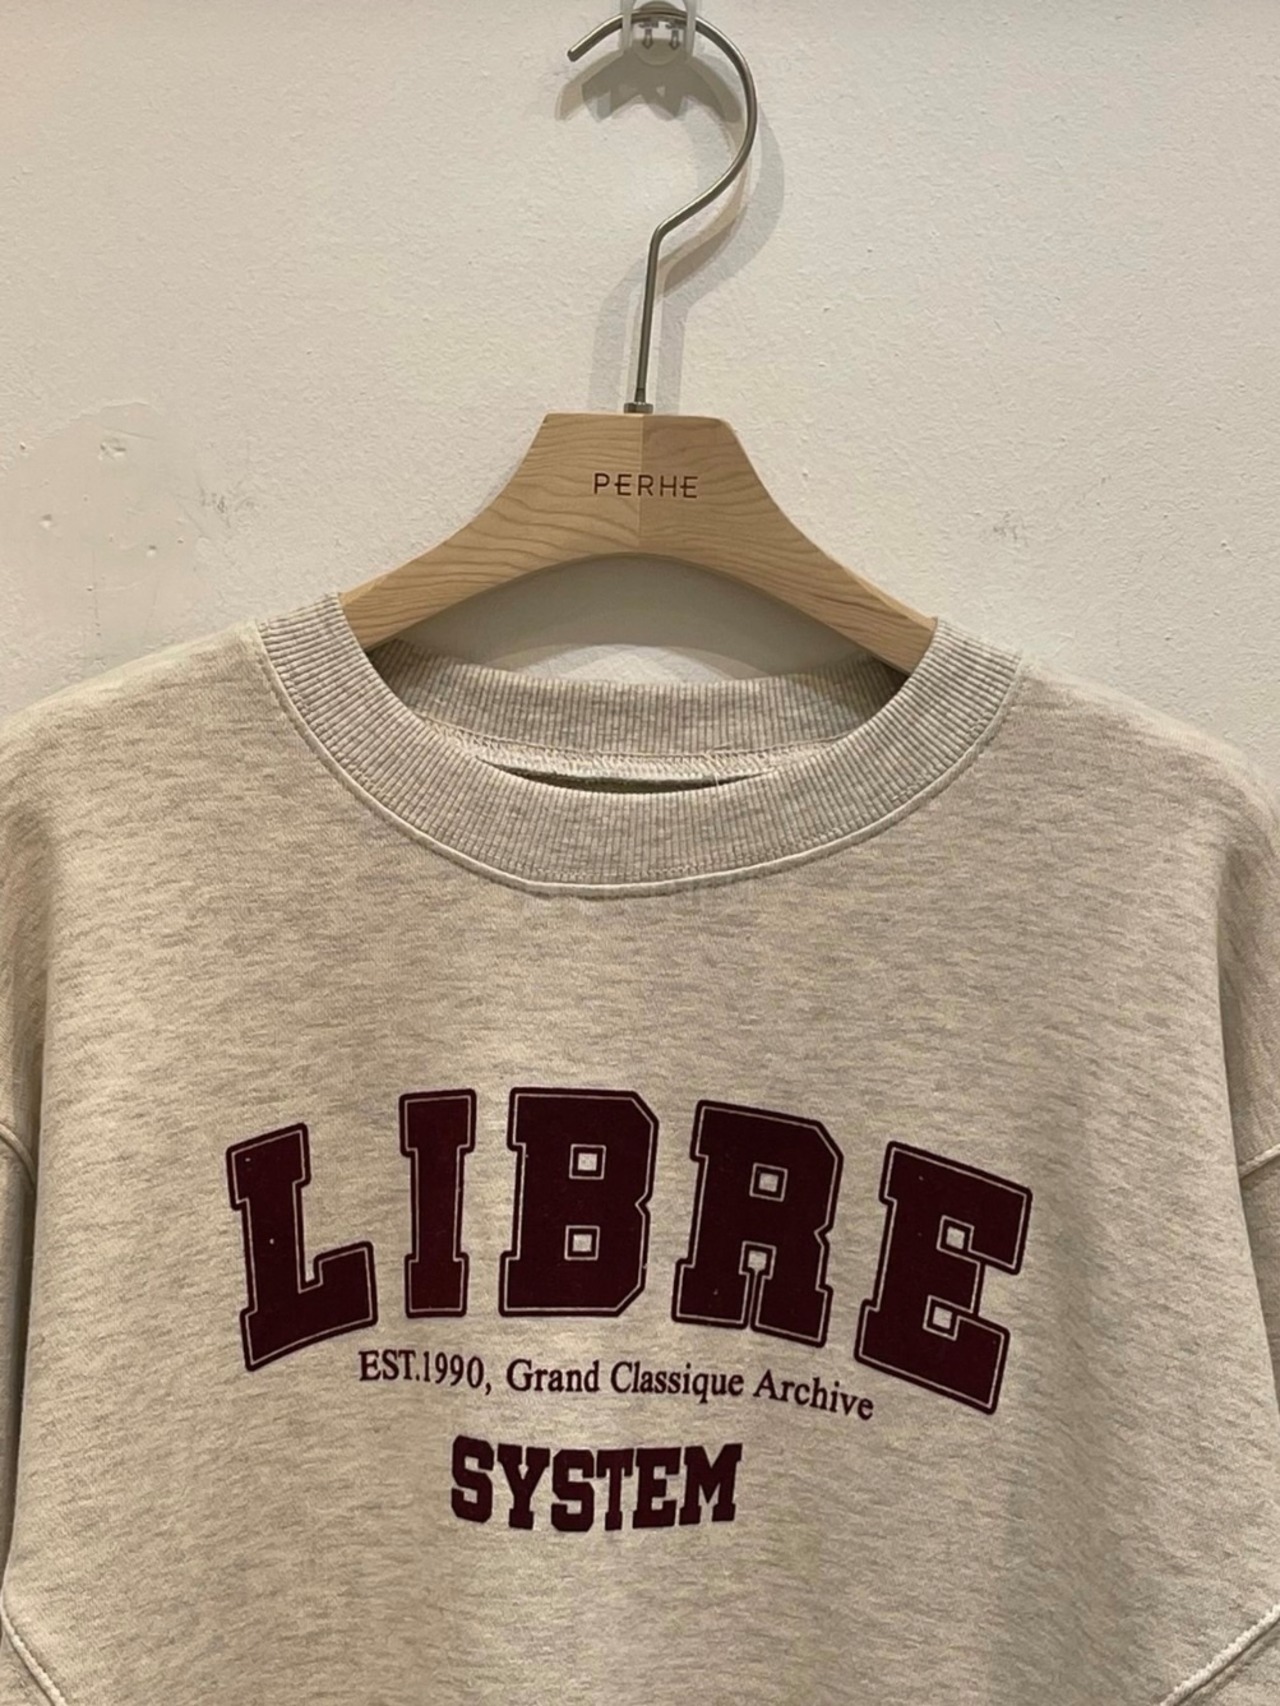 PERHE
LIBRE
EST.1990, Grand Classique Archive
SYSTEM